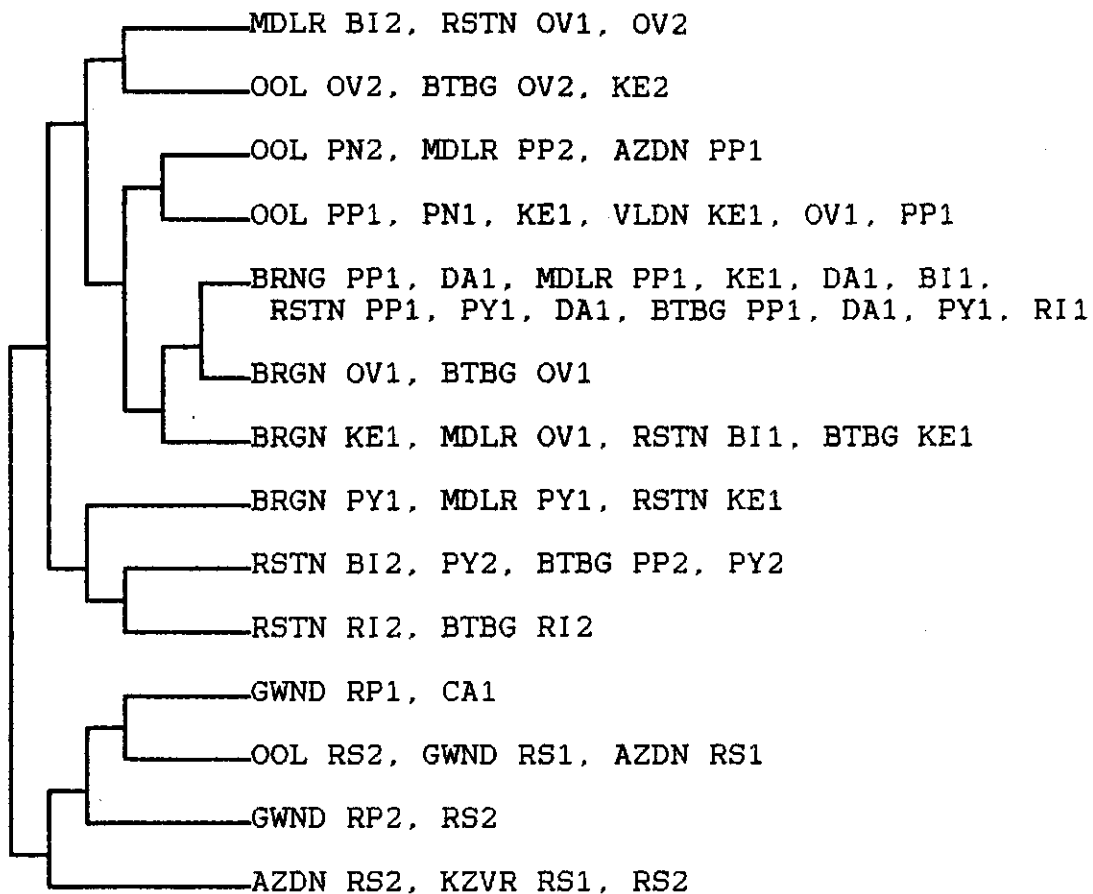 MDLR BI2, RSTN OV1, OV2
OOL OV2, BTBG OV2, KE2
OOL PN2, MDLR PP2, AZDN PP1
OOL PP1, PN1, KE1, VLDN KE1, OV1, PP1
BRNG PP1, DA1, MDLR PP1, KE1, DA1, BI1,
RSTN PP1, PY1, DA1, BTBG PP1, DA1, PY1, RI1
BRGN OV1, BTBG OV1
BRGN KE1, MDLR OV1, RSTN BI1, BTBG KE1
BRGN PY1, MDLR PY1, RSTN KE1
RSTN BI2, PY2, BTBG PP2, PY2
RSTN RI2, BTBG RI2
GWND RP1, CA1
OOL RS2, GWND RS1, AZDN RS1
GWND RP2, RS2
AZDN RS2, KZVR RS1, RS2